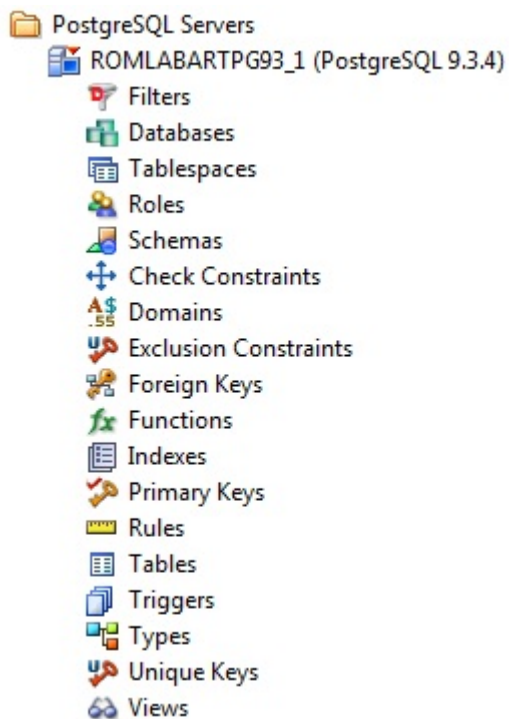 PostgreSQL Servers
ROMLABARTPG93_1 (PostgreSQL 9.3.4)
Filters
Databases
Tablespaces
Roles
Schemas
Check Constraints
Domains
Exclusion Constraints
Foreign Keys
Functions
Indexes
Primary Keys
Rules
Tables
Triggers
Types
Unique Keys
Views